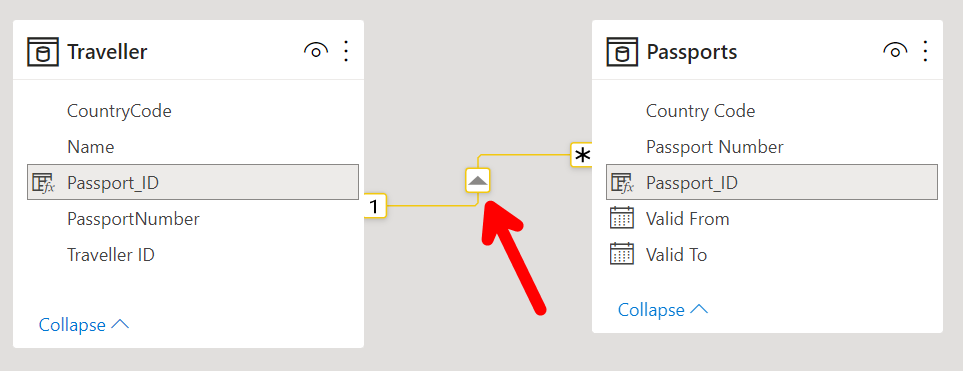 Traveller
CountryCode
Name
Passport_ID
PassportNumber
Traveller ID
Collapse
1
*
Passports
Country Code
Passport Number
Passport_ID
Valid From
Valid To
Collapse